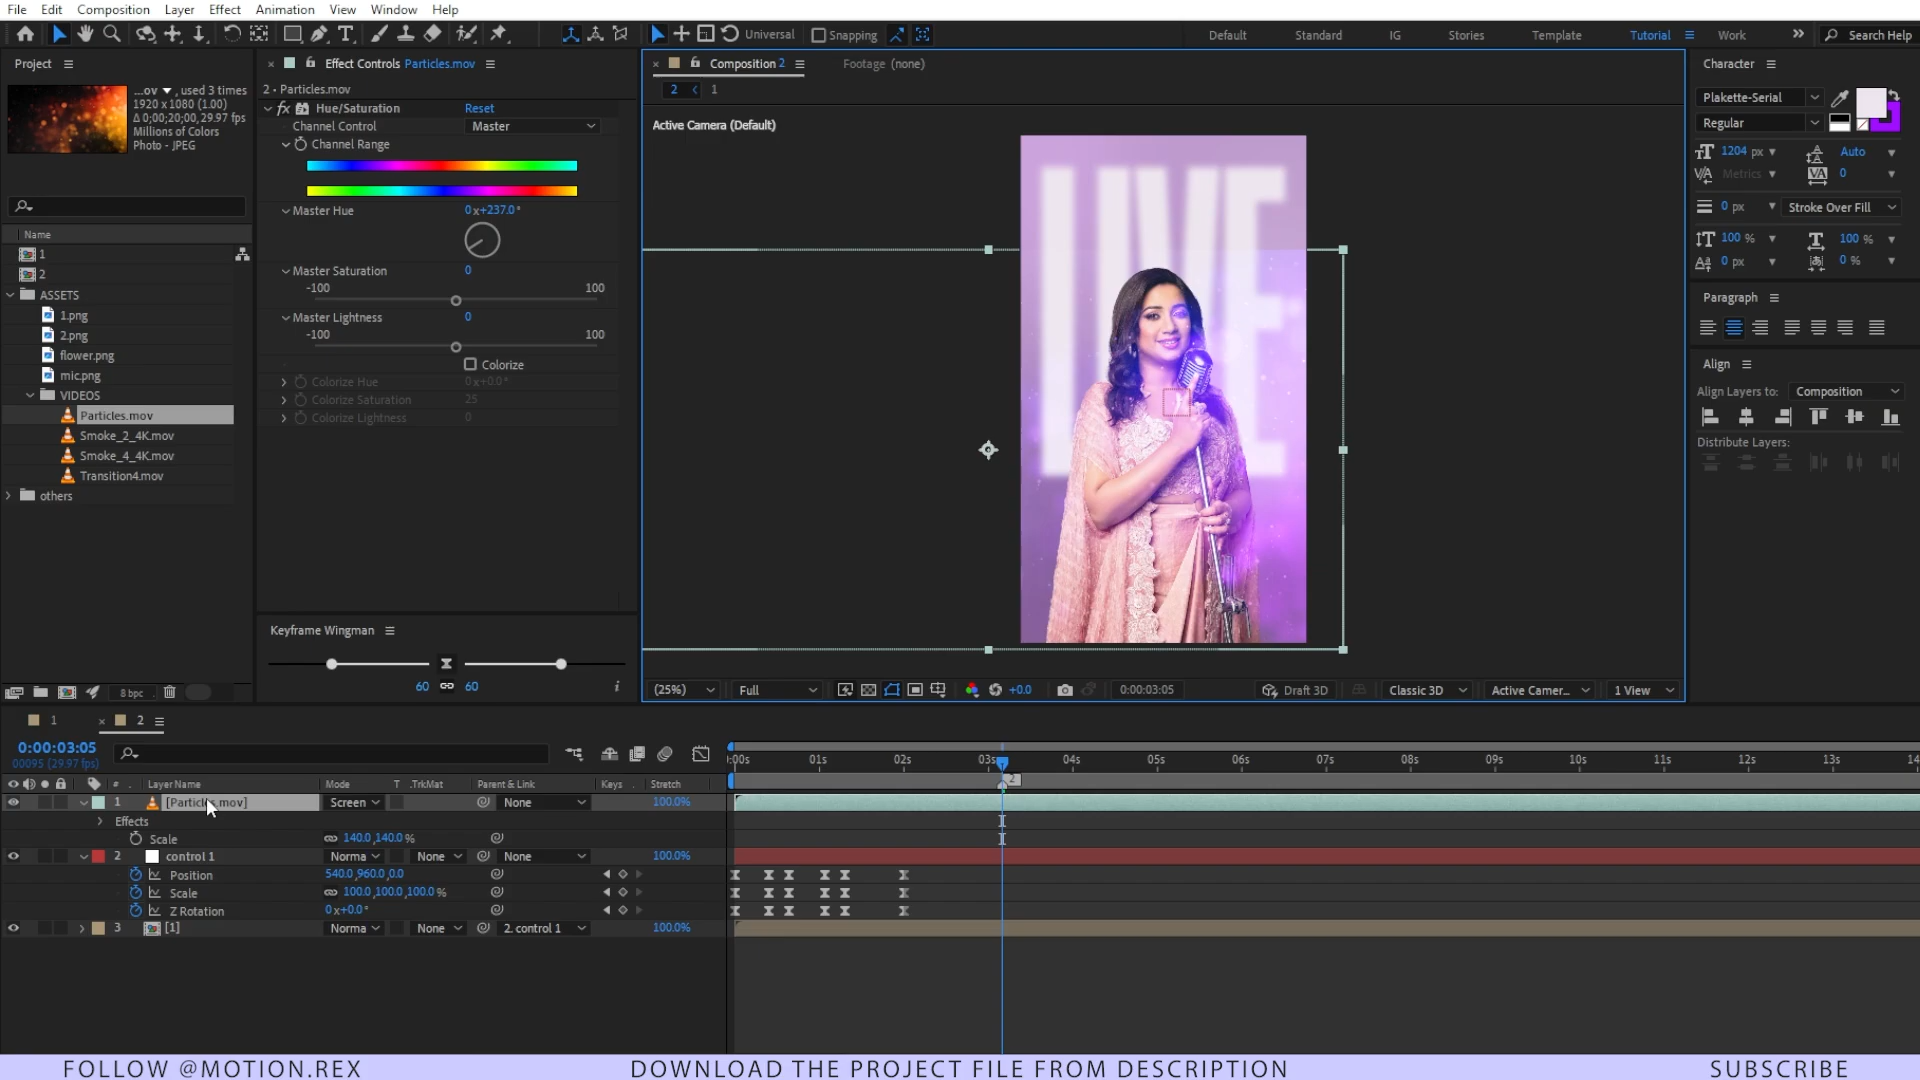 File Edit Composition Layer Effect Animation View Window Help
Universal Snapping Default Standard IG Stories Template Tutorial Work Search Help
Project
...ov, used 3 times
1920 x 1080 (1.00)
Δ 0;00;20;00, 29.97 fps
Millions of Colors
Photo - JPEG
Name
1
2
ASSETS
1.png
2.png
flower.png
mic.png
VIDEOS
Particles.mov
Smoke_2_4K.mov
Smoke_4_4K.mov
Transition4.mov
others
8 bpc
Effect Controls Particles.mov
2 • Particles.mov
fx Hue/Saturation Reset
Channel Control Master
Channel Range
Master Hue 0x+237.0°
Master Saturation 0
-100 100
Master Lightness 0
-100 100
Colorize
Colorize Hue 0x+0.0°
Colorize Saturation 25
Colorize Lightness 0
Keyframe Wingman
60 60 i
Composition 2 Footage (none)
2 < 1
Active Camera (Default)
LIVE
(25%) Full +0.0 0:00:03:05 Draft 3D Classic 3D Active Camer... 1 View
Character
Plakette-Serial
Regular
1204 px Auto
Metrics 0
0 px Stroke Over Fill
100 % 100 %
0 px 0 %
Paragraph
Align
Align Layers to: Composition
Distribute Layers:
1 2
0:00:03:05
00095 (29.97 fps)
:00s 01s 02s 03s 04s 05s 06s 07s 08s 09s 10s 11s 12s 13s 14
2
# Layer Name Mode T .TrkMat Parent & Link Keys Stretch
1 [Particles.mov] Screen None 100.0%
Effects
Scale 140.0,140.0 %
2 control 1 Norma None None 100.0%
Position 540.0,960.0,0.0
Scale 100.0,100.0,100.0 %
Z Rotation 0x+0.0°
3 [1] Norma None 2. control 1 100.0%
FOLLOW @MOTION.REX DOWNLOAD THE PROJECT FILE FROM DESCRIPTION SUBSCRIBE